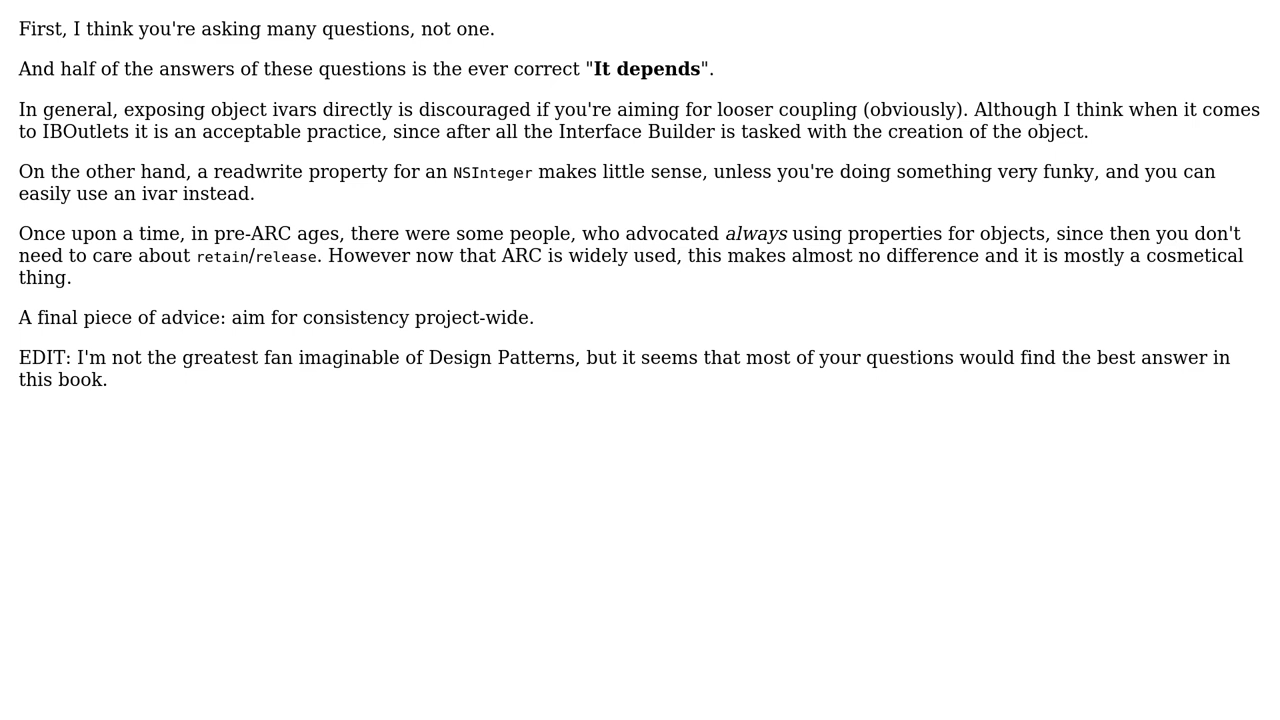 First, I think you're asking many questions, not one.
And half of the answers of these questions is the ever correct "It depends".
In general, exposing object ivars directly is discouraged if you're aiming for looser coupling (obviously). Although I think when it comes
to IBOutlets it is an acceptable practice, since after all the Interface Builder is tasked with the creation of the object.
On the other hand, a readwrite property for an NSInteger makes little sense, unless you're doing something very funky, and you can
easily use an ivar instead.
Once upon a time, in pre-ARC ages, there were some people, who advocated always using properties for objects, since then you don't
need to care about retain/release. However now that ARC is widely used, this makes almost no difference and it is mostly a cosmetical
thing.
A final piece of advice: aim for consistency project-wide.
EDIT: I'm not the greatest fan imaginable of Design Patterns, but it seems that most of your questions would find the best answer in
this book.